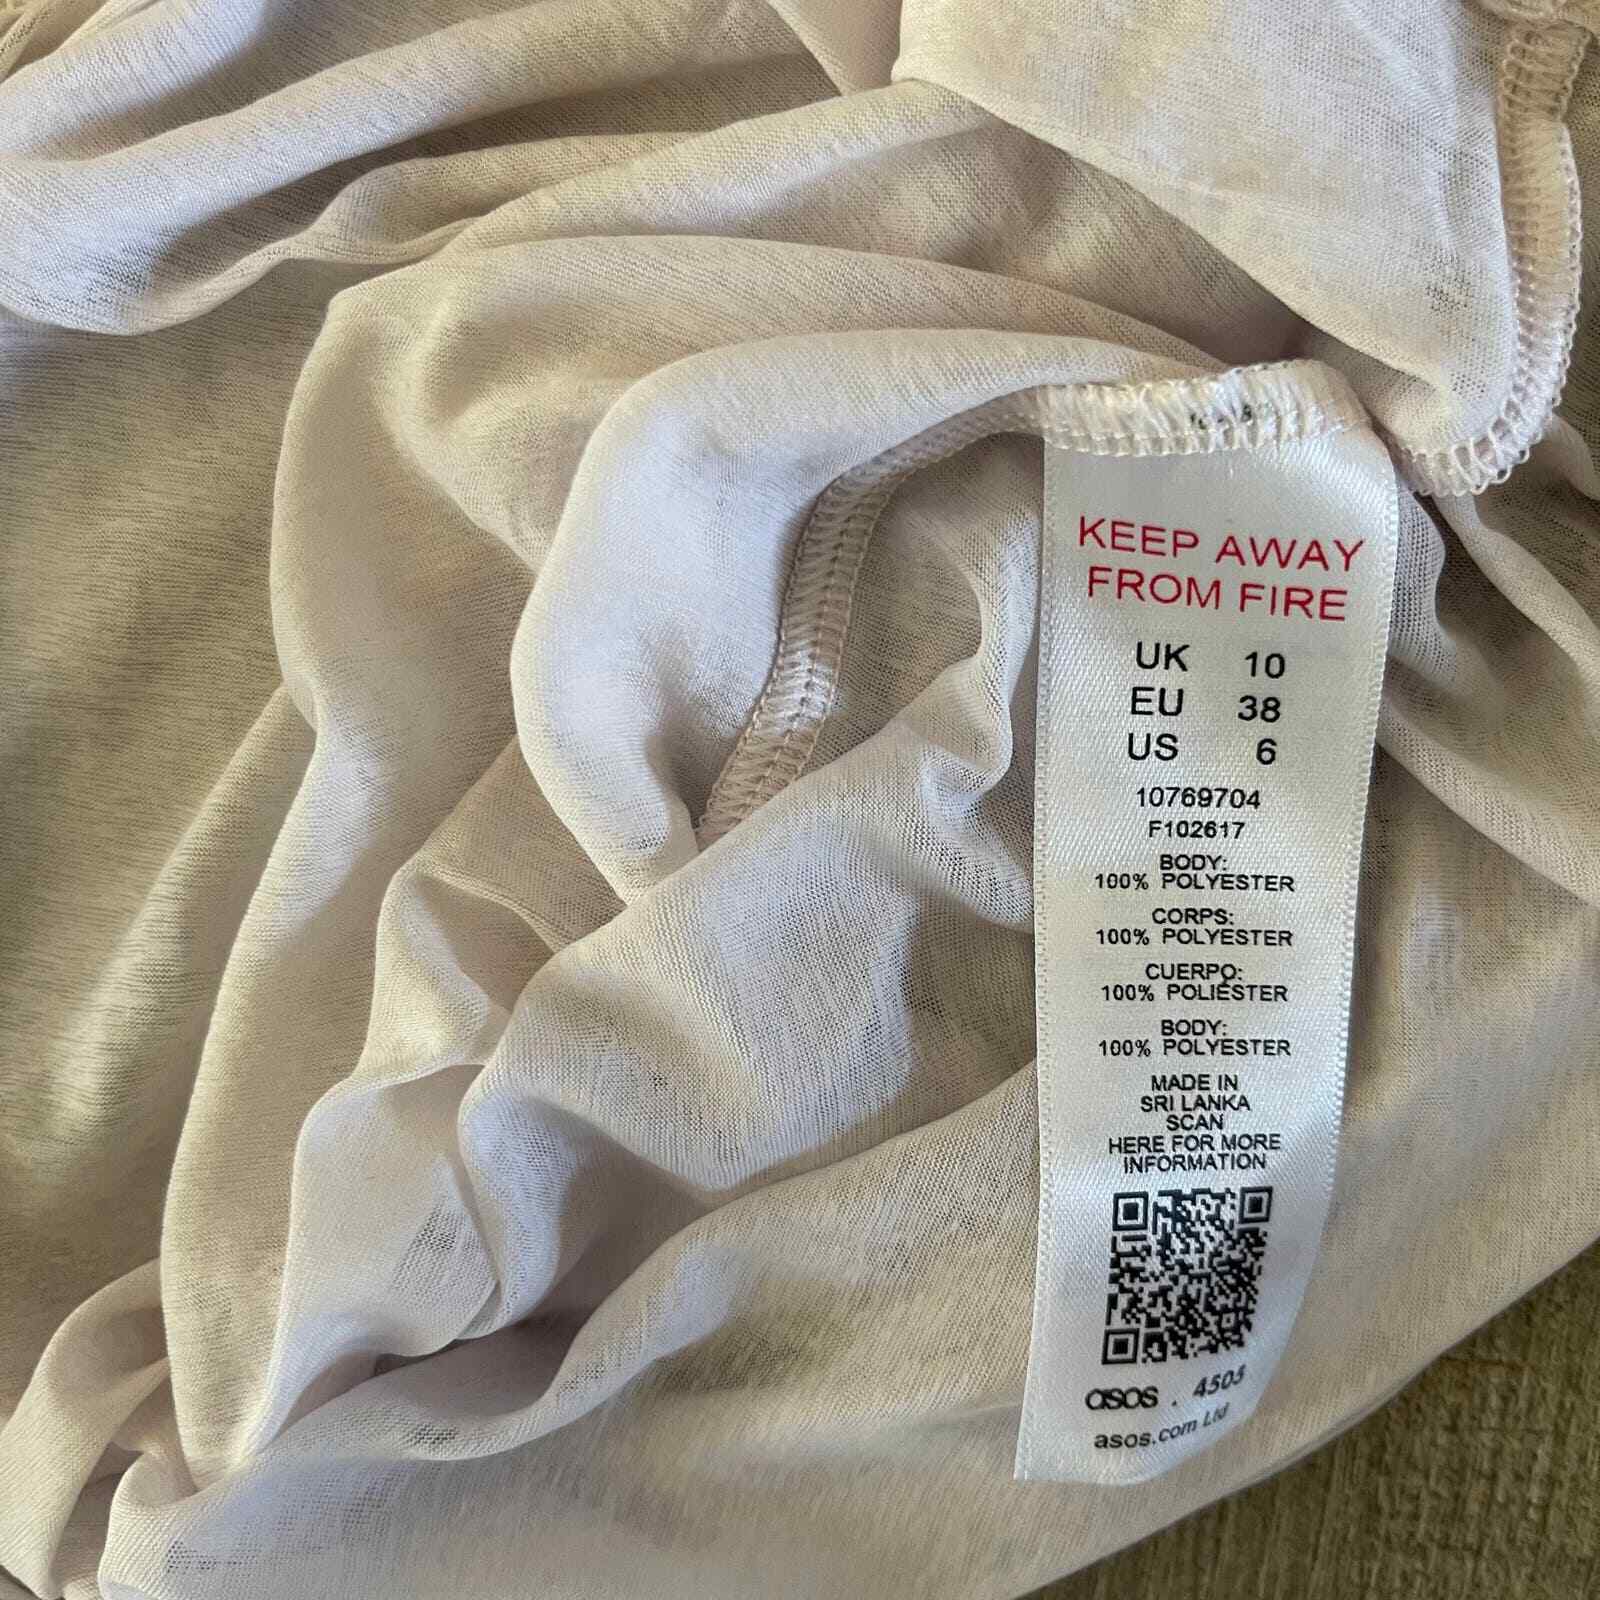 KEEP AWAY
FROM FIRE
UK 10
EU 38
US 6
10769704
F102617
BODY:
100% POLYESTER
CORPS:
100% POLYESTER
CUERPO:
100% POLIÉSTER
BODY:
100% POLYESTER
MADE IN
SRI LANKA
SCAN
HERE FOR MORE
INFORMATION
asos . 4505
asos.com Ltd